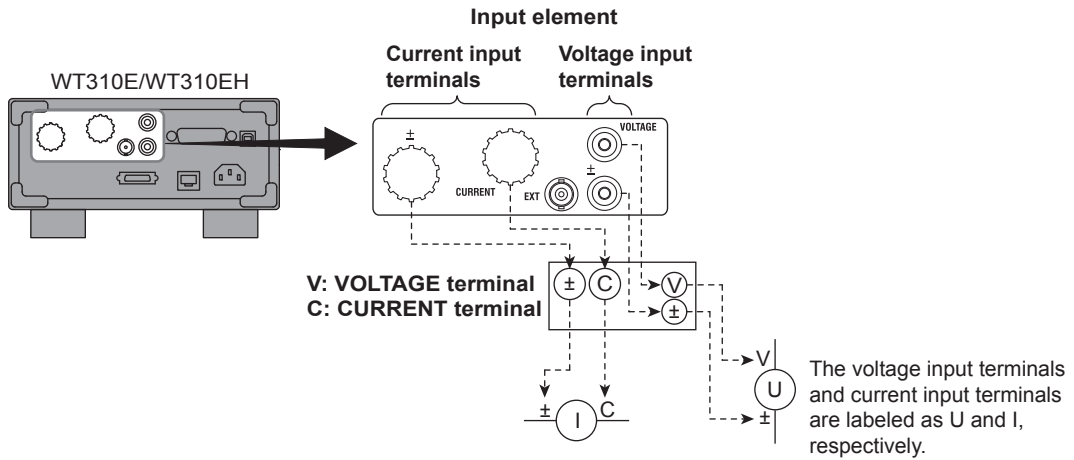 Input element
Current input
terminals
Voltage input
terminals
WT310E/WT310EH
±
VOLTAGE
±
CURRENT
EXT
V: VOLTAGE terminal
C: CURRENT terminal
± C V
±
V
U
±
± I C
The voltage input terminals
and current input terminals
are labeled as U and I,
respectively.